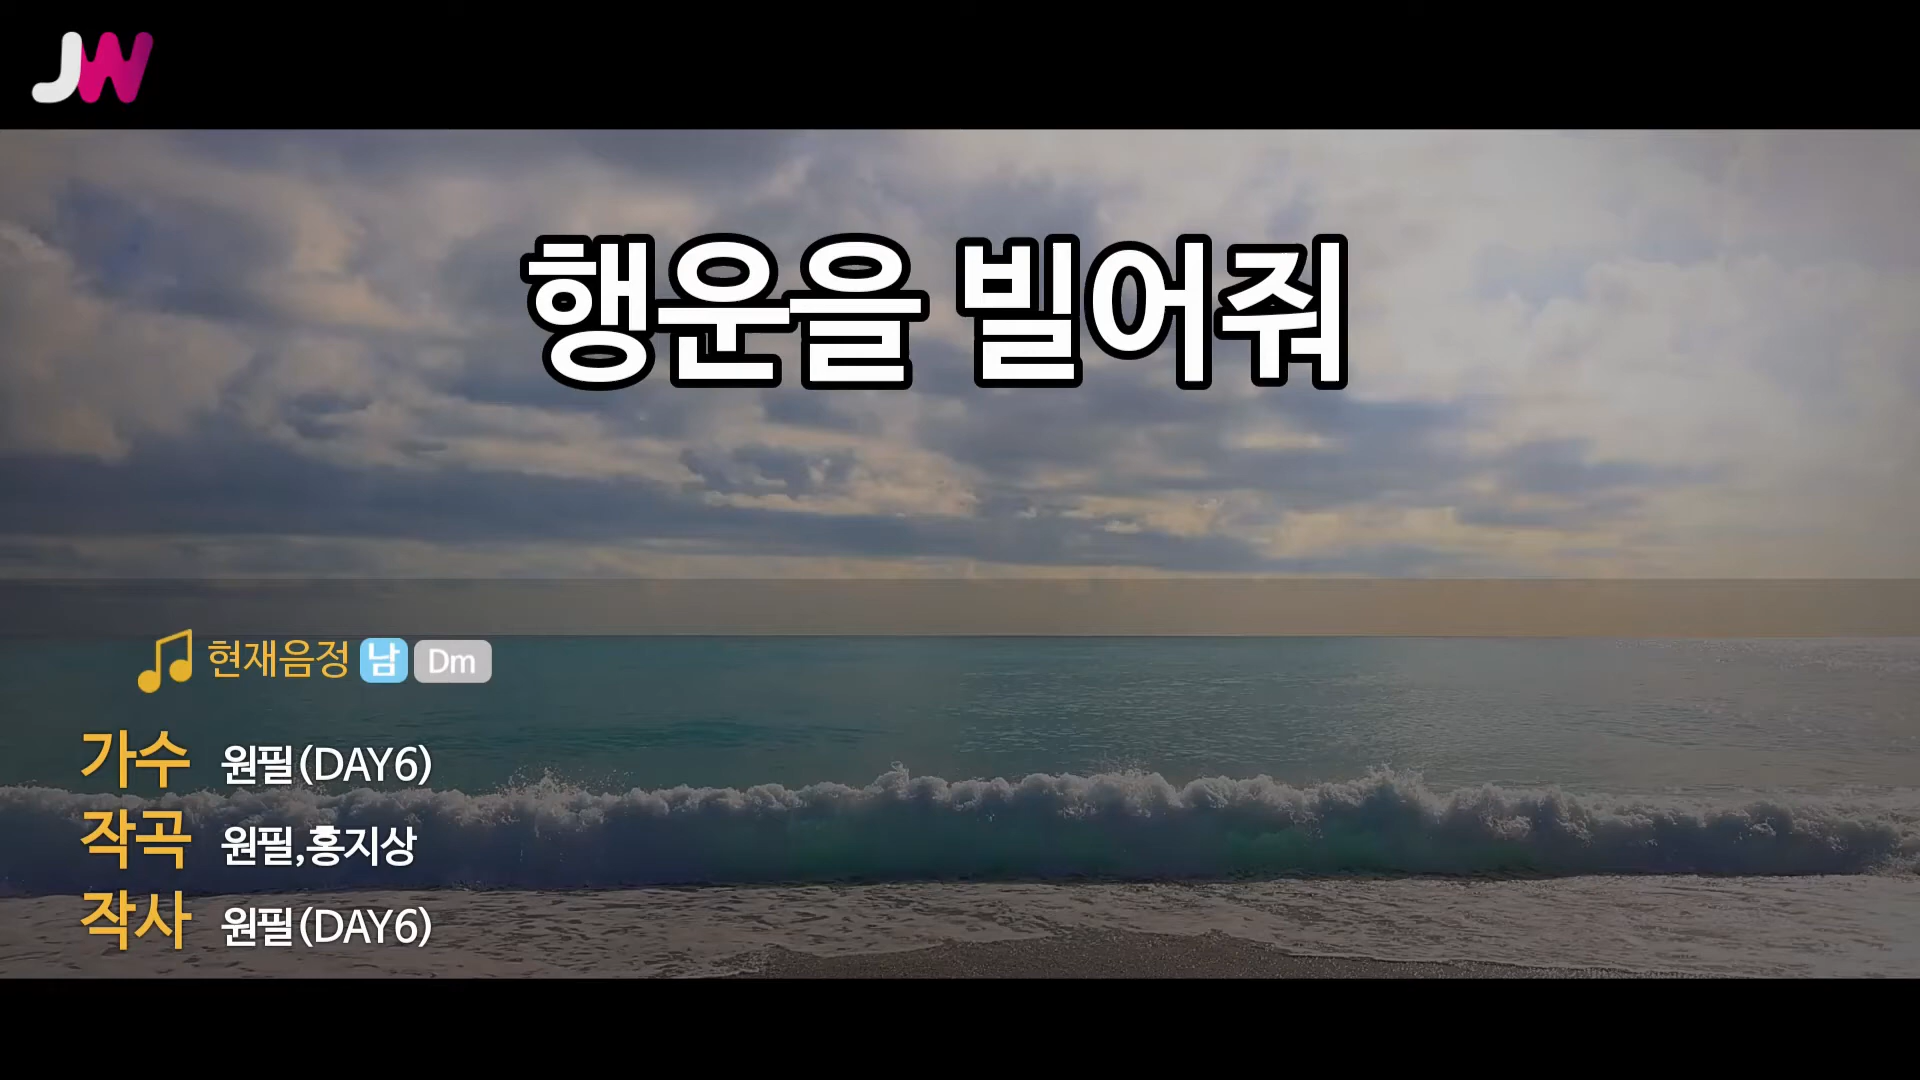 JW
행운을 빌어줘
현재음정 남 Dm
가수 원필(DAY6)
작곡 원필,홍지상
작사 원필(DAY6)